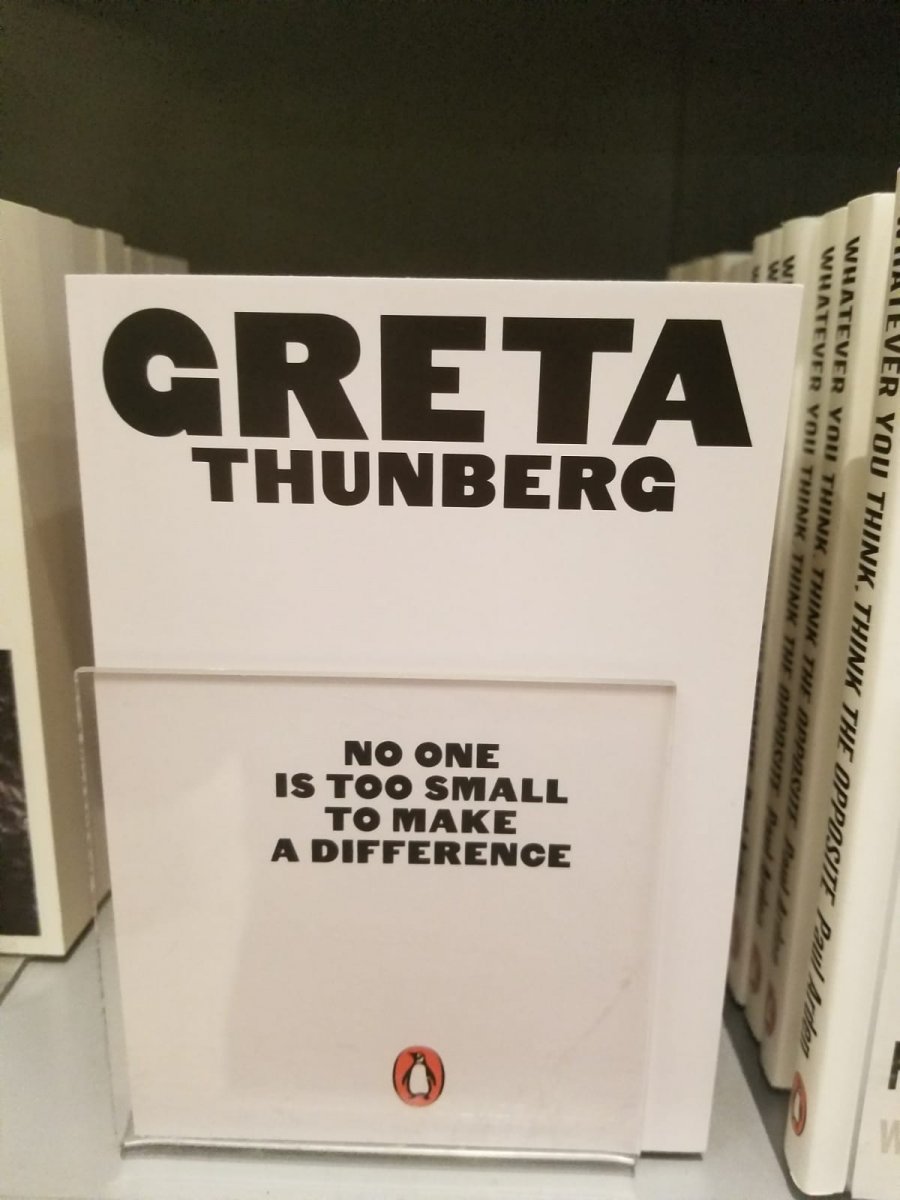 GRETA
THUNBERG
NO ONE
IS TOO SMALL
TO MAKE
A DIFFERENCE
WHATEVER YOU THINK, THINK THE OPPOSITE Paul Arden
WHATEVER YOU THINK, THINK THE OPPOSITE Paul Arden
WHATEVER YOU THINK, THINK THE OPPOSITE Paul Arden